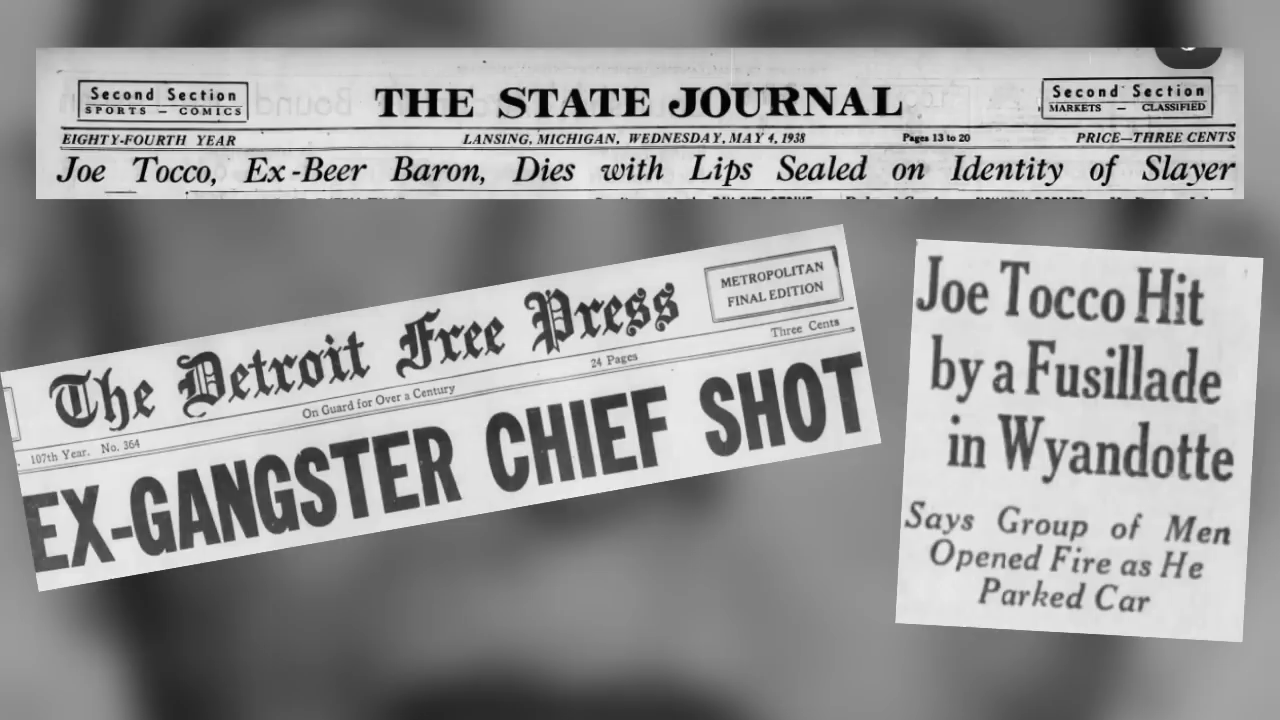 Second Section
SPORTS — COMICS
THE STATE JOURNAL
Second Section
MARKETS — CLASSIFIED
EIGHTY-FOURTH YEAR
LANSING, MICHIGAN, WEDNESDAY, MAY 4, 1938
Pages 13 to 20
PRICE—THREE CENTS
Joe Tocco, Ex-Beer Baron, Dies with Lips Sealed on Identity of Slayer
The Detroit Free Press
METROPOLITAN
FINAL EDITION
107th Year. No. 364
On Guard for Over a Century
24 Pages
Three Cents
EX-GANGSTER CHIEF SHOT
Joe Tocco Hit
by a Fusillade
in Wyandotte
Says Group of Men
Opened Fire as He
Parked Car